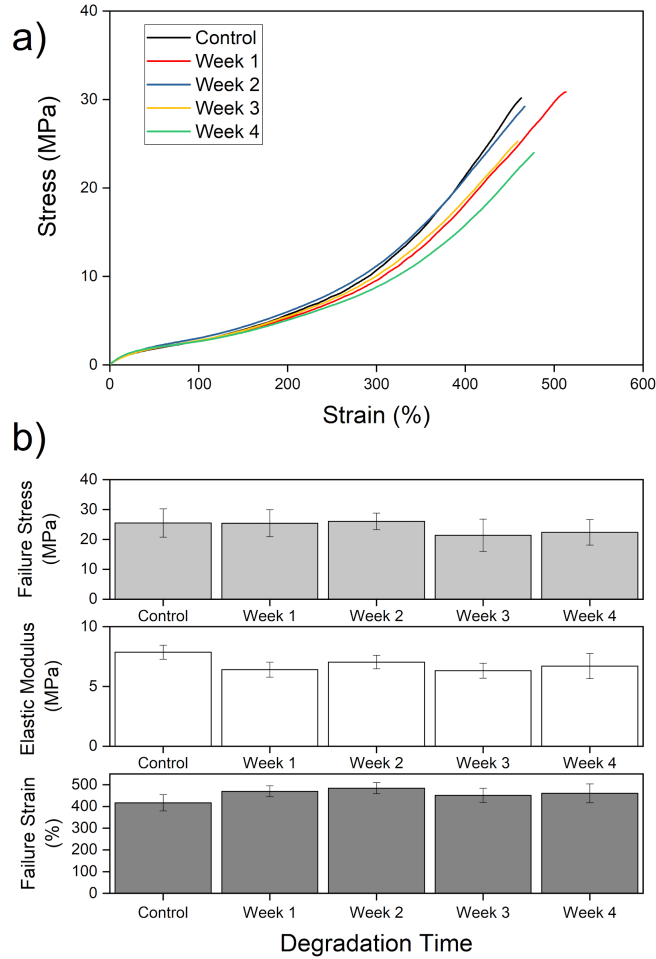 a)
Control
Week 1
Week 2
Week 3
Week 4
Stress (MPa)
40
30
20
10
0
0 100 200 300 400 500 600
Strain (%)
b)
Failure Stress
(MPa)
40
30
20
10
0
Control Week 1 Week 2 Week 3 Week 4
Elastic Modulus
(MPa)
10
5
0
Control Week 1 Week 2 Week 3 Week 4
Failure Strain
(%)
500
400
300
200
100
0
Control Week 1 Week 2 Week 3 Week 4
Degradation Time